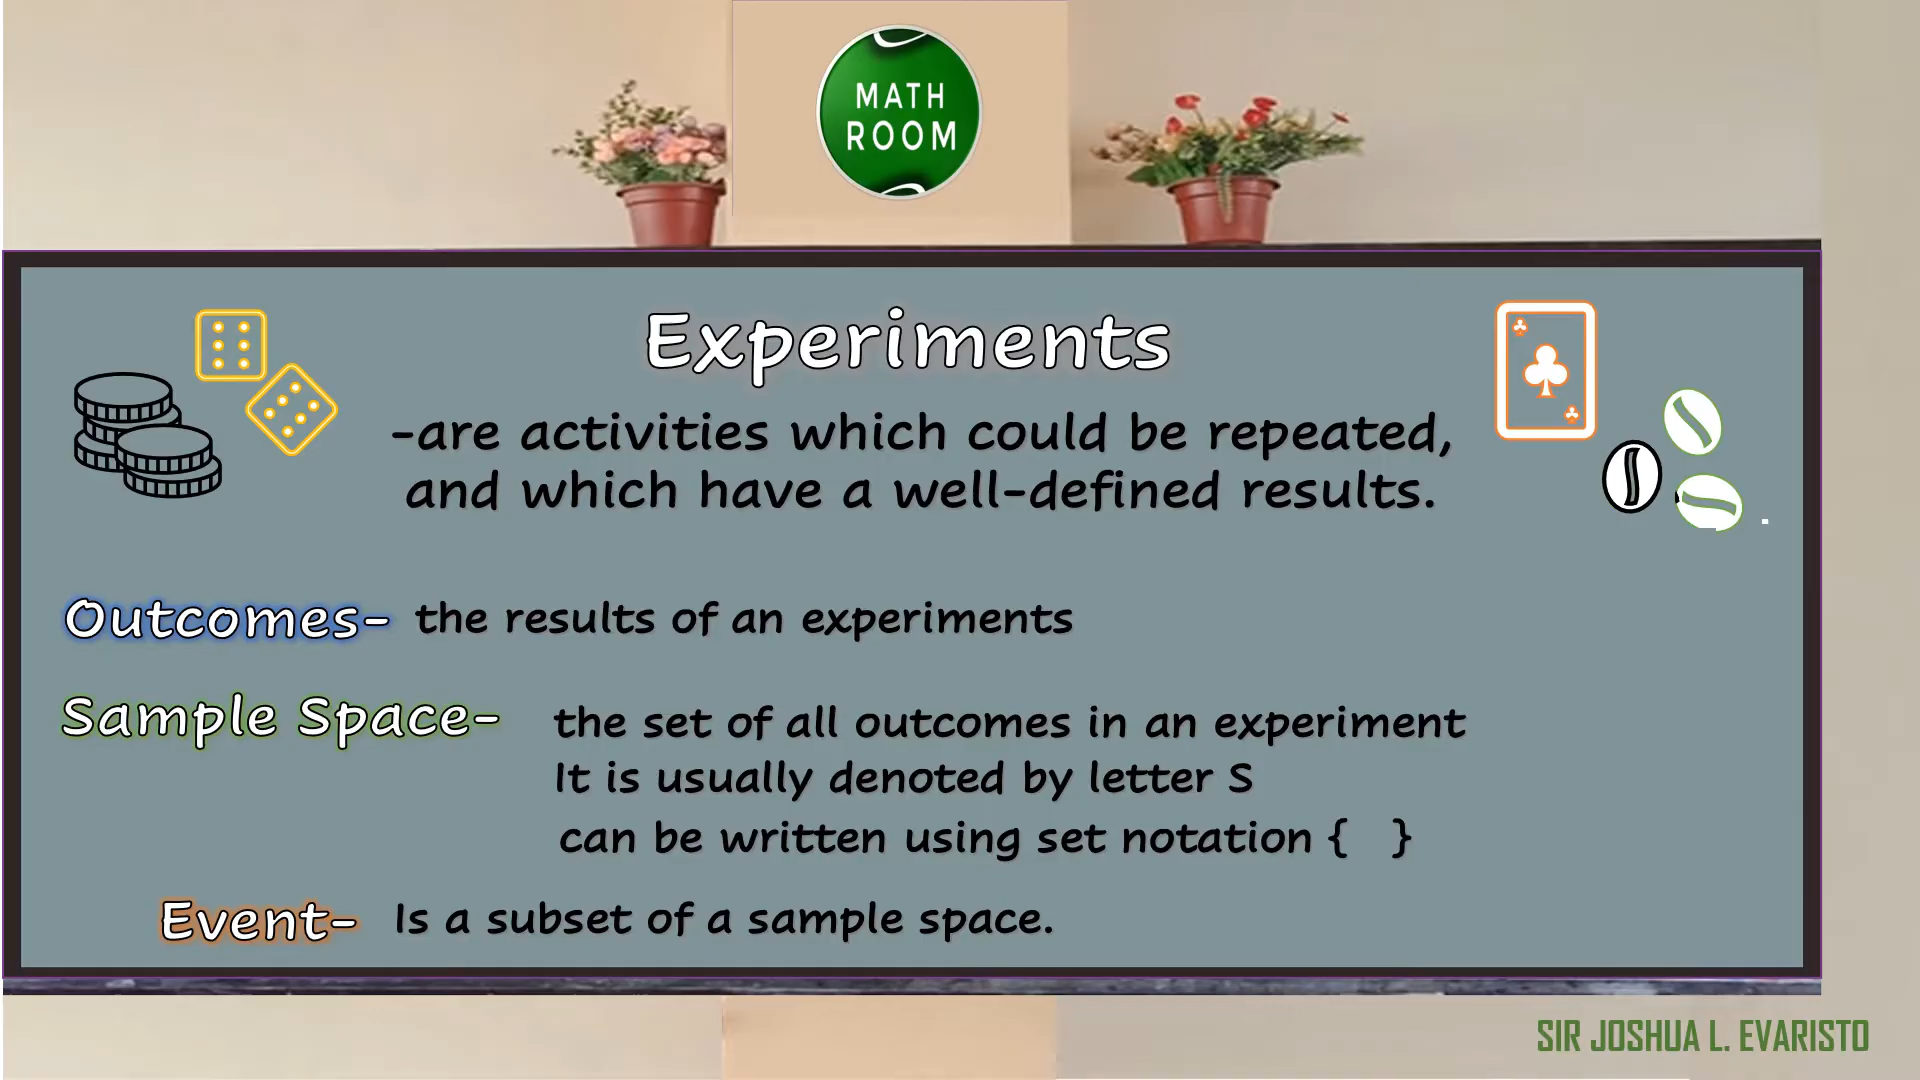 MATH
ROOM
Experiments
-are activities which could be repeated,
and which have a well-defined results.
Outcomes- the results of an experiments
Sample Space- the set of all outcomes in an experiment
It is usually denoted by letter S
can be written using set notation { }
Event- Is a subset of a sample space.
SIR JOSHUA L. EVARISTO